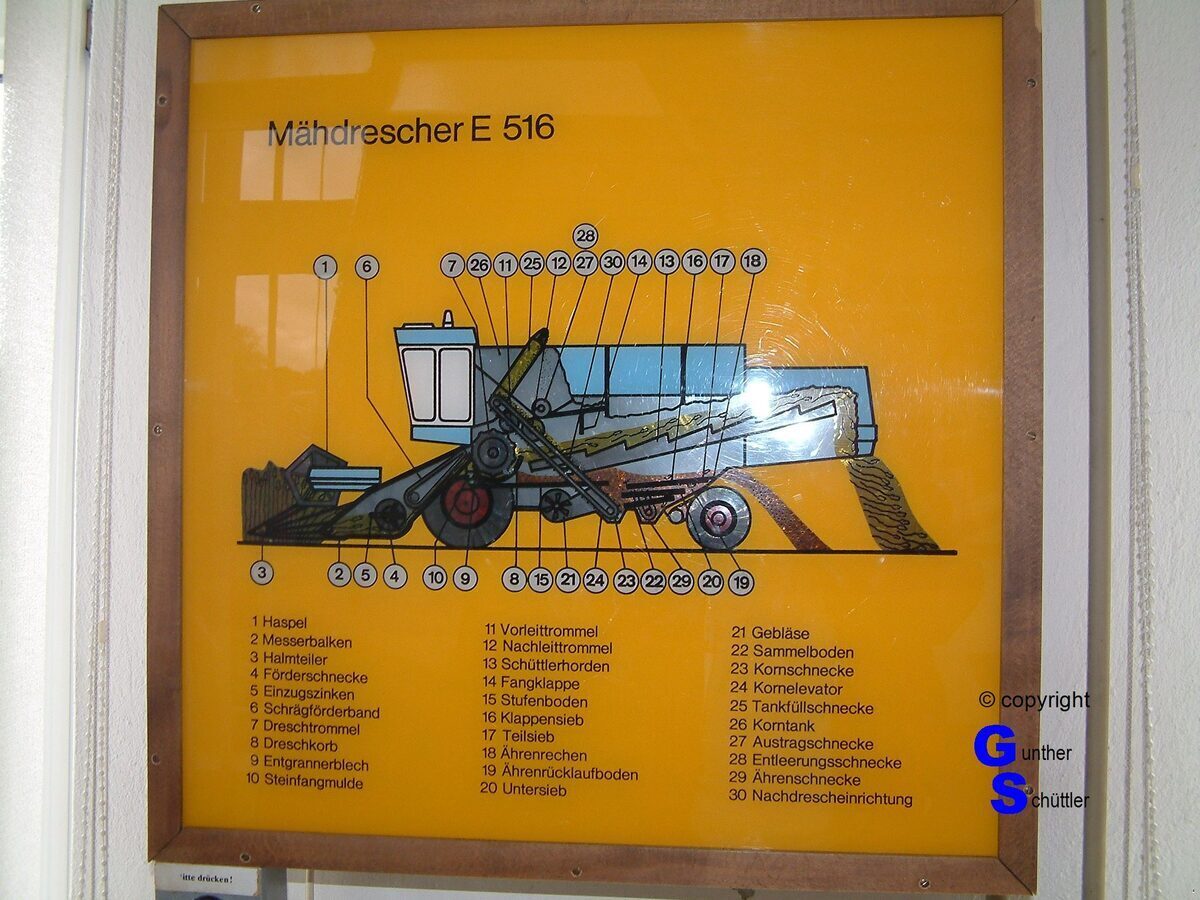 Mähdrescher E 516
28
1 6 7 26 11 25 12 27 30 14 13 16 17 18
3 2 5 4 10 9 8 15 21 24 23 22 29 20 19
1 Haspel
2 Messerbalken
3 Halmteiler
4 Förderschnecke
5 Einzugszinken
6 Schrägförderband
7 Dreschtrommel
8 Dreschkorb
9 Entgrannerblech
10 Steinfangmulde
11 Vorleittrommel
12 Nachleittrommel
13 Schüttlerhorden
14 Fangklappe
15 Stufenboden
16 Klappensieb
17 Teilsieb
18 Ährenrechen
19 Ährenrücklaufboden
20 Untersieb
21 Gebläse
22 Sammelboden
23 Kornschnecke
24 Kornelevator
25 Tankfüllschnecke
26 Korntank
27 Austragschnecke
28 Entleerungsschnecke
29 Ährenschnecke
30 Nachdrescheinrichtung
© copyright
Gunther
Schüttler
itte drücken!